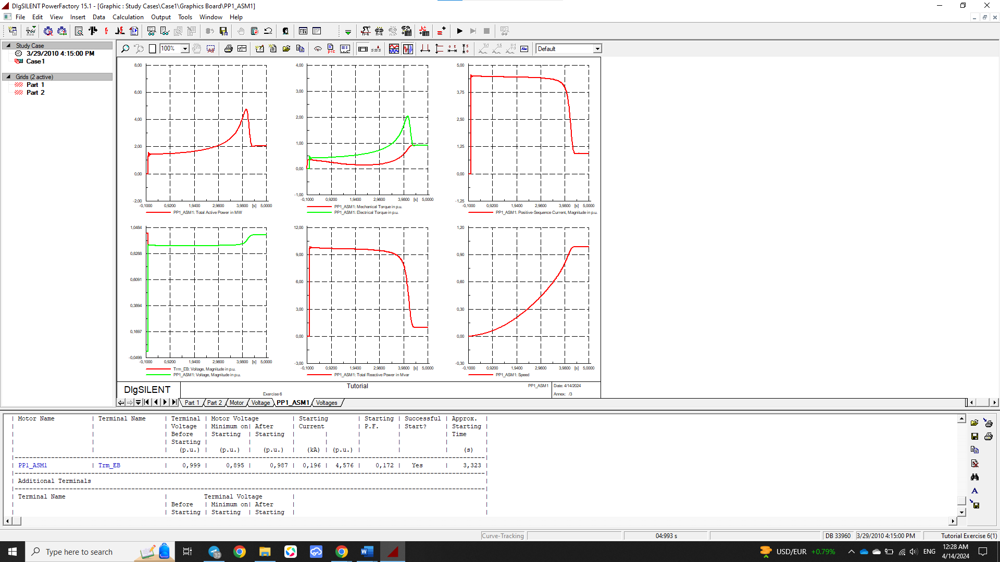 DIgSILENT PowerFactory 15.1 - [Graphic : Study Cases\Case1\Graphics Board\PP1_ASM1]
File Edit View Insert Data Calculation Output Tools Window Help
Study Case
3/29/2010 4:15:00 PM
Case1
Grids (2 active)
Part 1
Part 2
100%
Default
8,00
6,00
4,00
2,00
0,00
-2,00
-0,1000 0,9200 1,9400 2,9600 3,9800 [s] 5,0000
PP1_ASM1: Total Active Power in MW
4,00
3,00
2,00
1,00
0,00
-1,00
-0,1000 0,9200 1,9400 2,9600 3,9800 [s] 5,0000
PP1_ASM1: Mechanical Torque in p.u.
PP1_ASM1: Electrical Torque in p.u.
5,00
3,75
2,50
1,25
0,00
-1,25
-0,1000 0,9200 1,9400 2,9600 3,9800 [s] 5,0000
PP1_ASM1: Positive-Sequence Current, Magnitude in p.u.
1,0484
0,8288
0,6091
0,3894
0,1697
-0,0499
-0,1000 0,9200 1,9400 2,9600 3,9800 [s] 5,0000
Trm_EB: Voltage, Magnitude in p.u.
PP1_ASM1: Voltage, Magnitude in p.u.
12,00
9,00
6,00
3,00
0,00
-3,00
-0,1000 0,9200 1,9400 2,9600 3,9800 [s] 5,0000
PP1_ASM1: Total Reactive Power in Mvar
1,20
0,90
0,60
0,30
0,00
-0,30
-0,1000 0,9200 1,9400 2,9600 3,9800 [s] 5,0000
PP1_ASM1: Speed
DIgSILENT
Tutorial
Exercise 6
PP1_ASM1
Date: 4/14/2024
Annex: /3
Part 1 Part 2 Motor Voltage PP1_ASM1 Voltages
| Motor Name | Terminal Name | Terminal | Motor Voltage | Starting | Starting | Successful | Approx. |
| | | Voltage | Minimum on| After | Current | P.F. | Start? | Starting |
| | | Before | Starting | Starting | | | | | Time |
| | | Starting | | | | | | | |
| | | (p.u.) | (p.u.) | (p.u.) | (kA) | (p.u.) | | | (s) |
| PP1_ASM1 | Trm_EB | 0,999 | 0,895 | 0,987 | 0,196 | 4,576 | 0,172 | Yes | 3,323 |
| Additional Terminals |
| Terminal Name | Terminal Voltage | |
| | Before | Minimum on| After | |
| | Starting | Starting | Starting | |
Curve-Tracking
04:993 s
DB 33960
3/29/2010 4:15:00 PM
Tutorial Exercise 6(1)
Type here to search
30
USD/EUR +0.79%
ENG
12:28 AM
4/14/2024